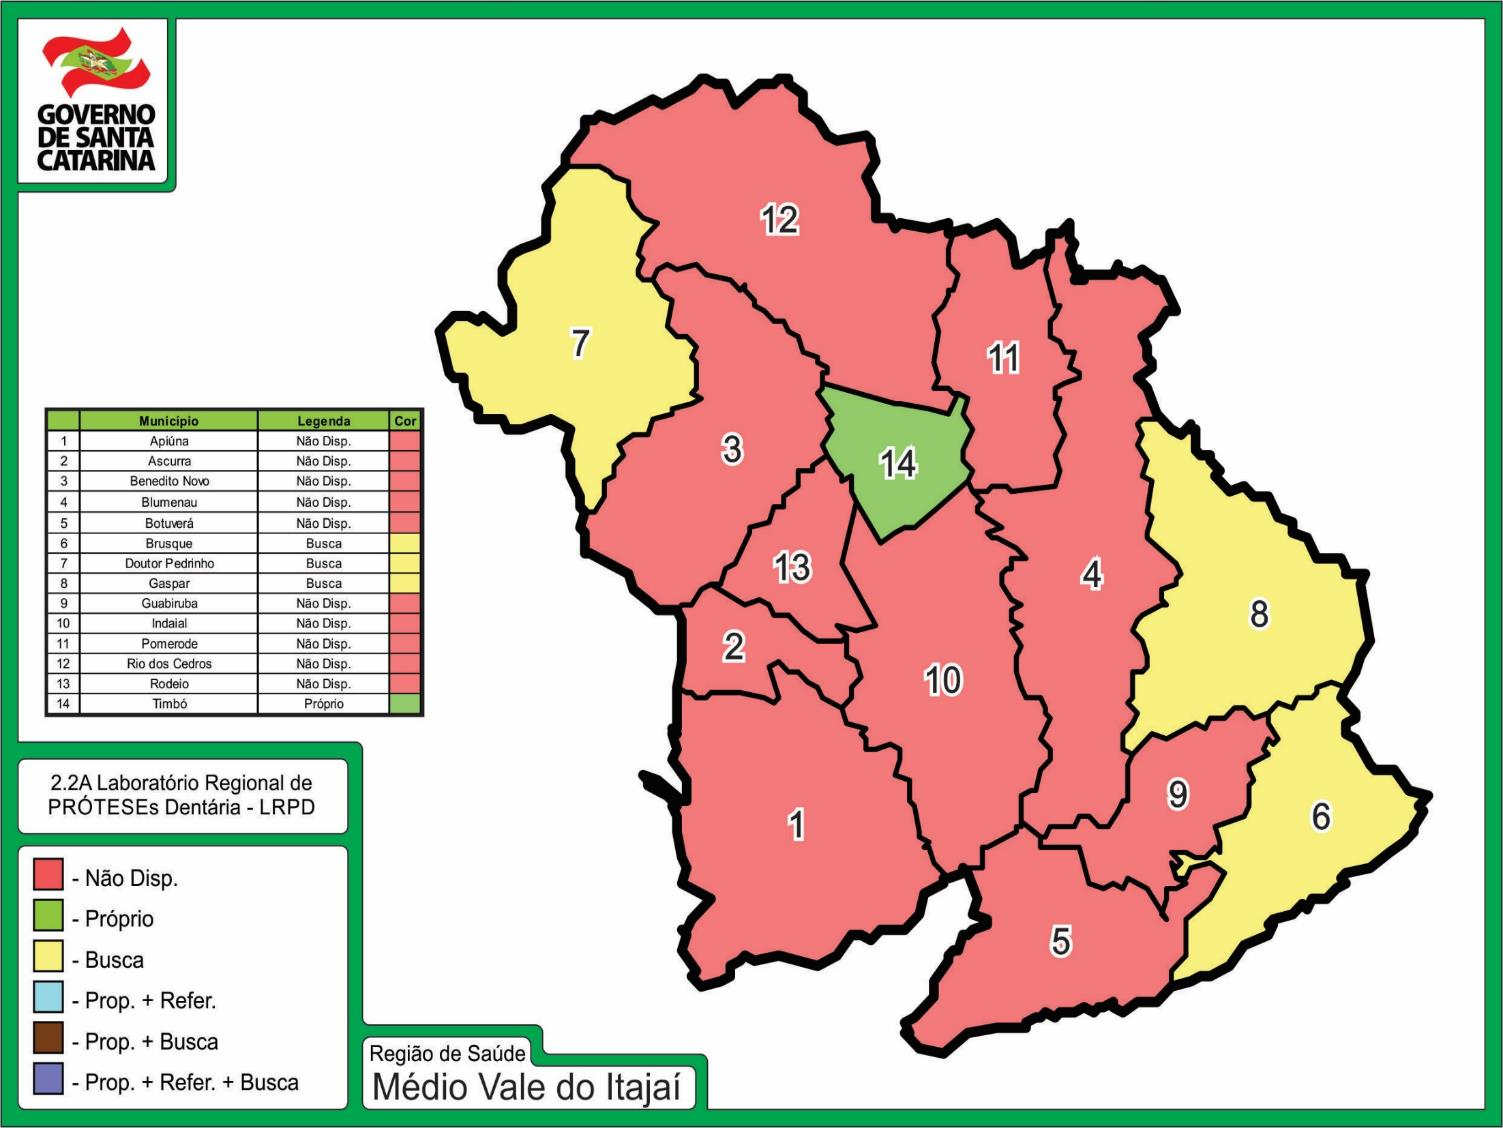 GOVERNO
DE SANTA
CATARINA
12
7
11
3
14
13
4
8
2
10
1
9
6
5
Município Legenda Cor
1 Apiúna Não Disp.
2 Ascurra Não Disp.
3 Benedito Novo Não Disp.
4 Blumenau Não Disp.
5 Botuverá Não Disp.
6 Brusque Busca
7 Doutor Pedrinho Busca
8 Gaspar Busca
9 Guabiruba Não Disp.
10 Indaial Não Disp.
11 Pomerode Não Disp.
12 Rio dos Cedros Não Disp.
13 Rodeio Não Disp.
14 Timbó Próprio
2.2A Laboratório Regional de
PRÓTESEs Dentária - LRPD
- Não Disp.
- Próprio
- Busca
- Prop. + Refer.
- Prop. + Busca
- Prop. + Refer. + Busca
Região de Saúde
Médio Vale do Itajaí